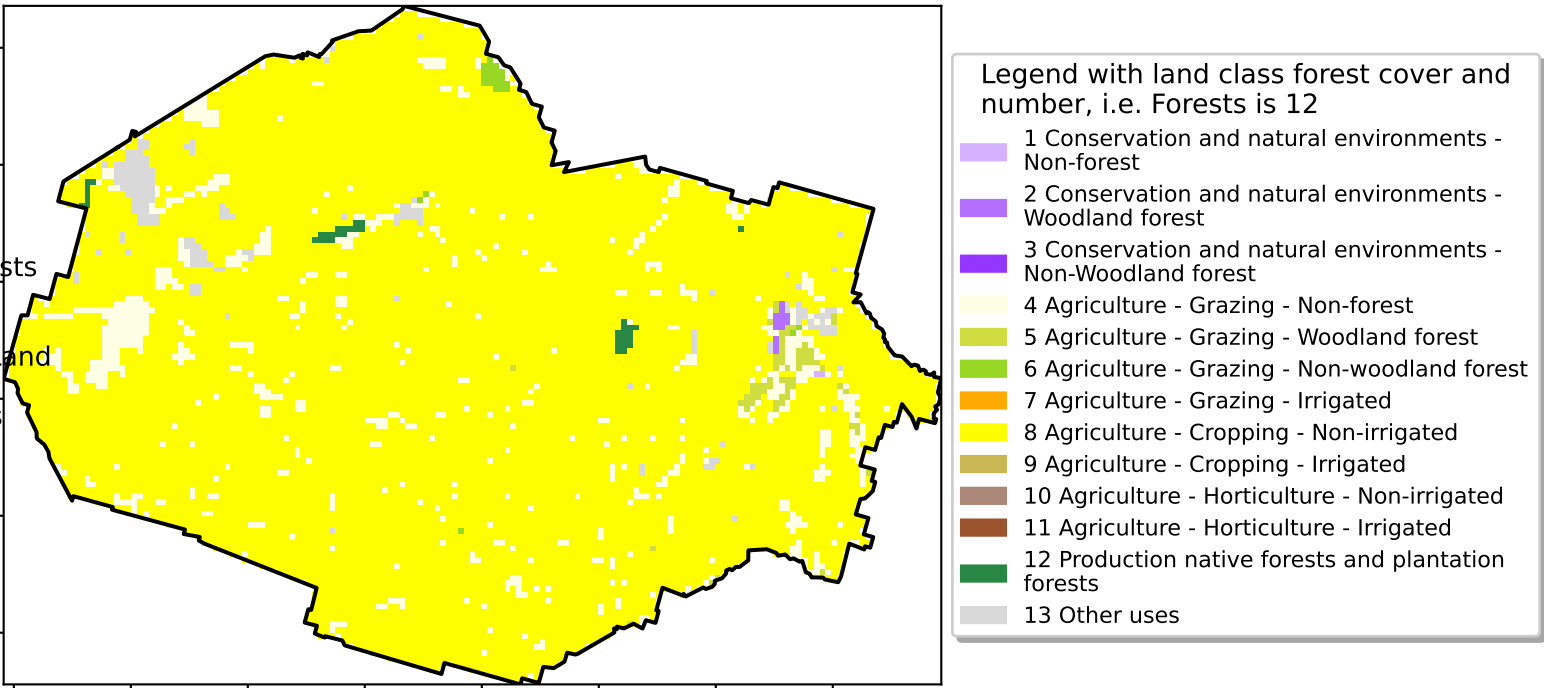 sts
and
Legend with land class forest cover and
number, i.e. Forests is 12
1 Conservation and natural environments -
Non-forest
2 Conservation and natural environments -
Woodland forest
3 Conservation and natural environments -
Non-Woodland forest
4 Agriculture - Grazing - Non-forest
5 Agriculture - Grazing - Woodland forest
6 Agriculture - Grazing - Non-woodland forest
7 Agriculture - Grazing - Irrigated
8 Agriculture - Cropping - Non-irrigated
9 Agriculture - Cropping - Irrigated
10 Agriculture - Horticulture - Non-irrigated
11 Agriculture - Horticulture - Irrigated
12 Production native forests and plantation
forests
13 Other uses